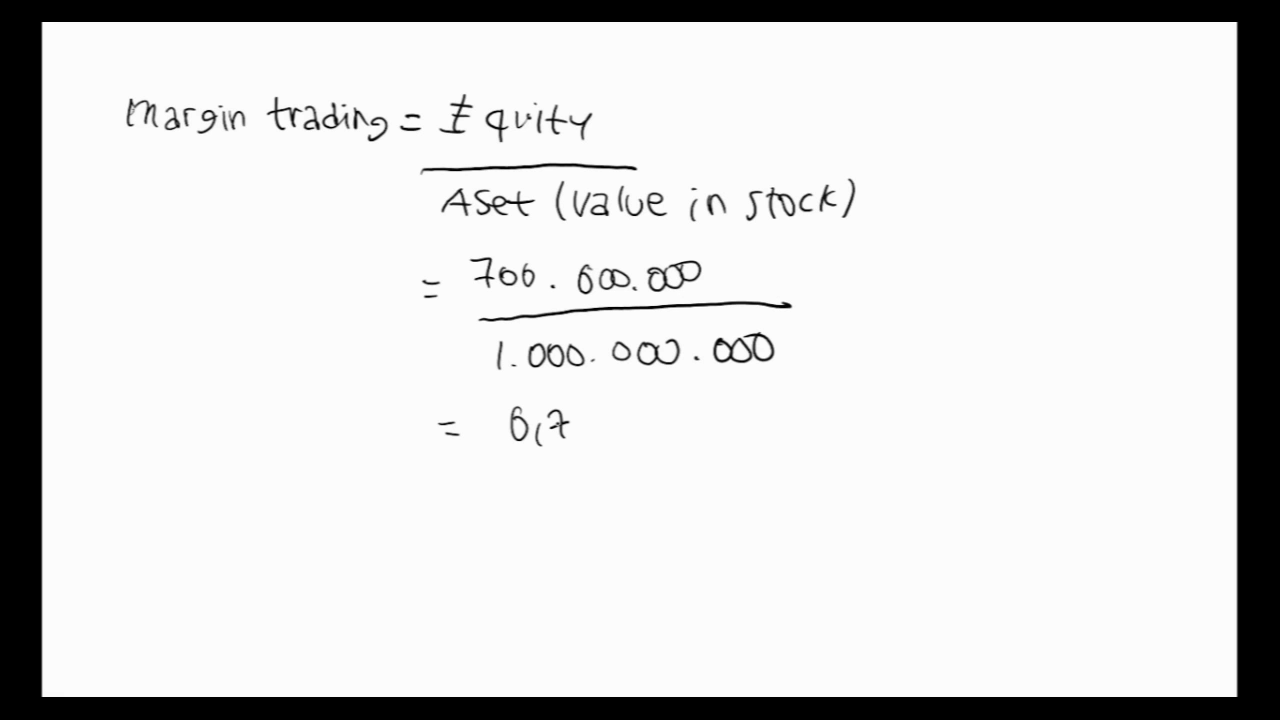 Margin trading = Equity
Aset (value in stock)
= 700.000.000
1.000.000.000
= 0,7